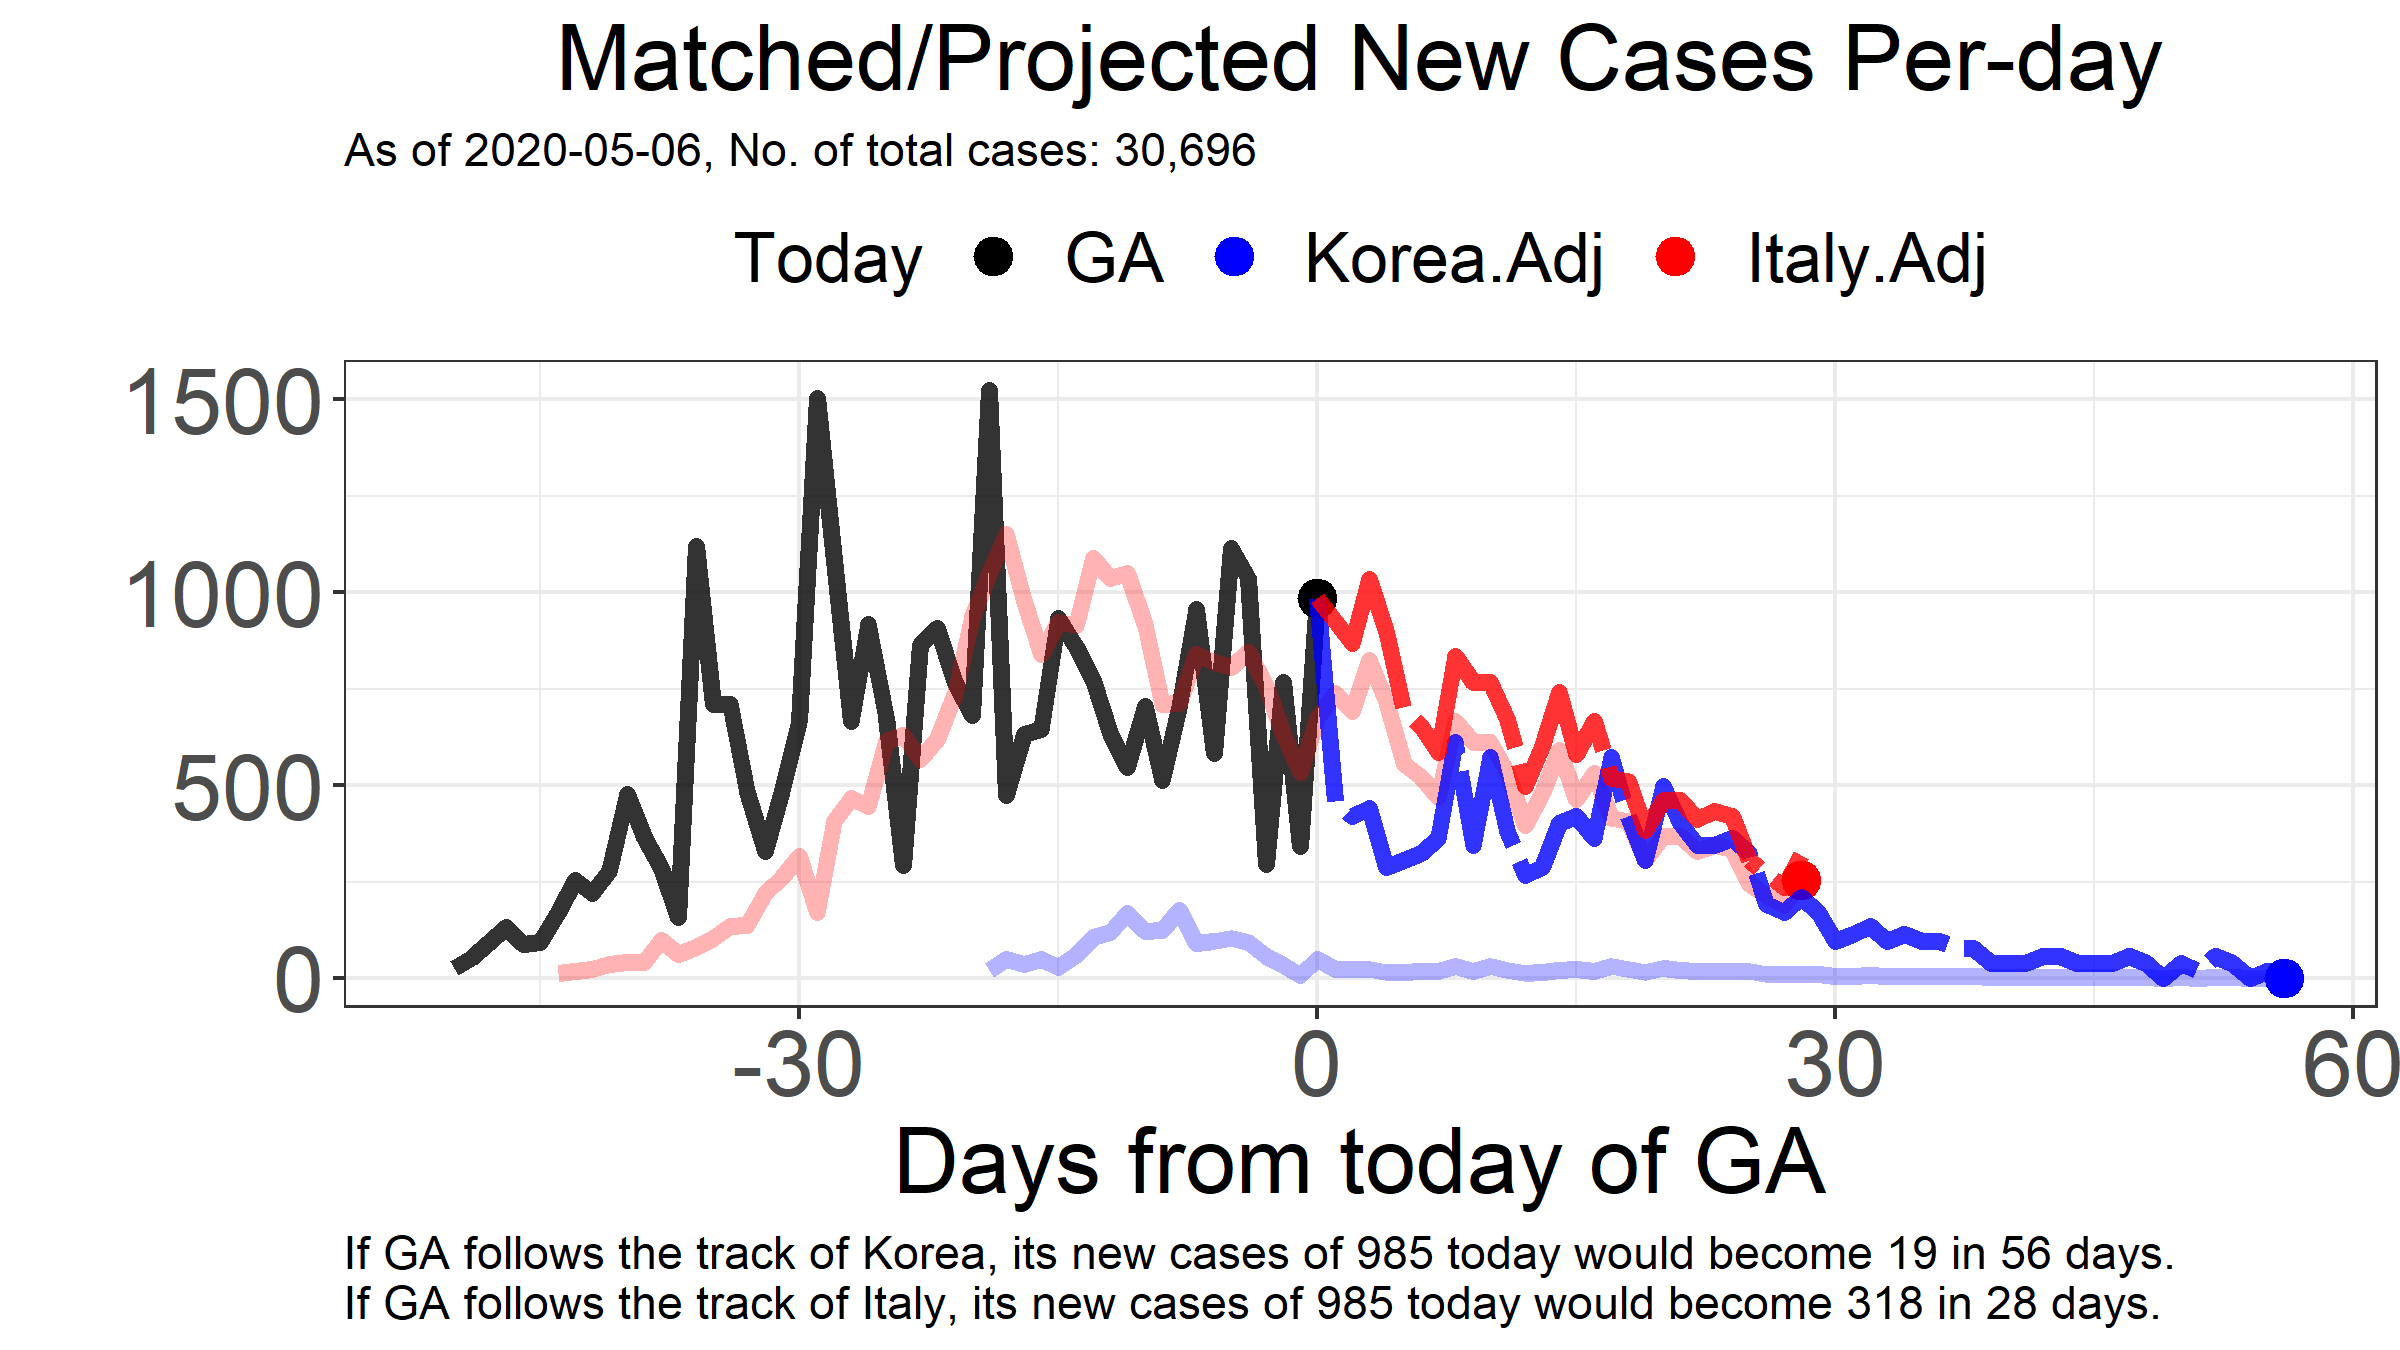 Matched/Projected New Cases Per-day
As of 2020-05-06, No. of total cases: 30,696
Today GA Korea.Adj Italy.Adj
1500
1000
500
0
-30 0 30 60
Days from today of GA
If GA follows the track of Korea, its new cases of 985 today would become 19 in 56 days.
If GA follows the track of Italy, its new cases of 985 today would become 318 in 28 days.